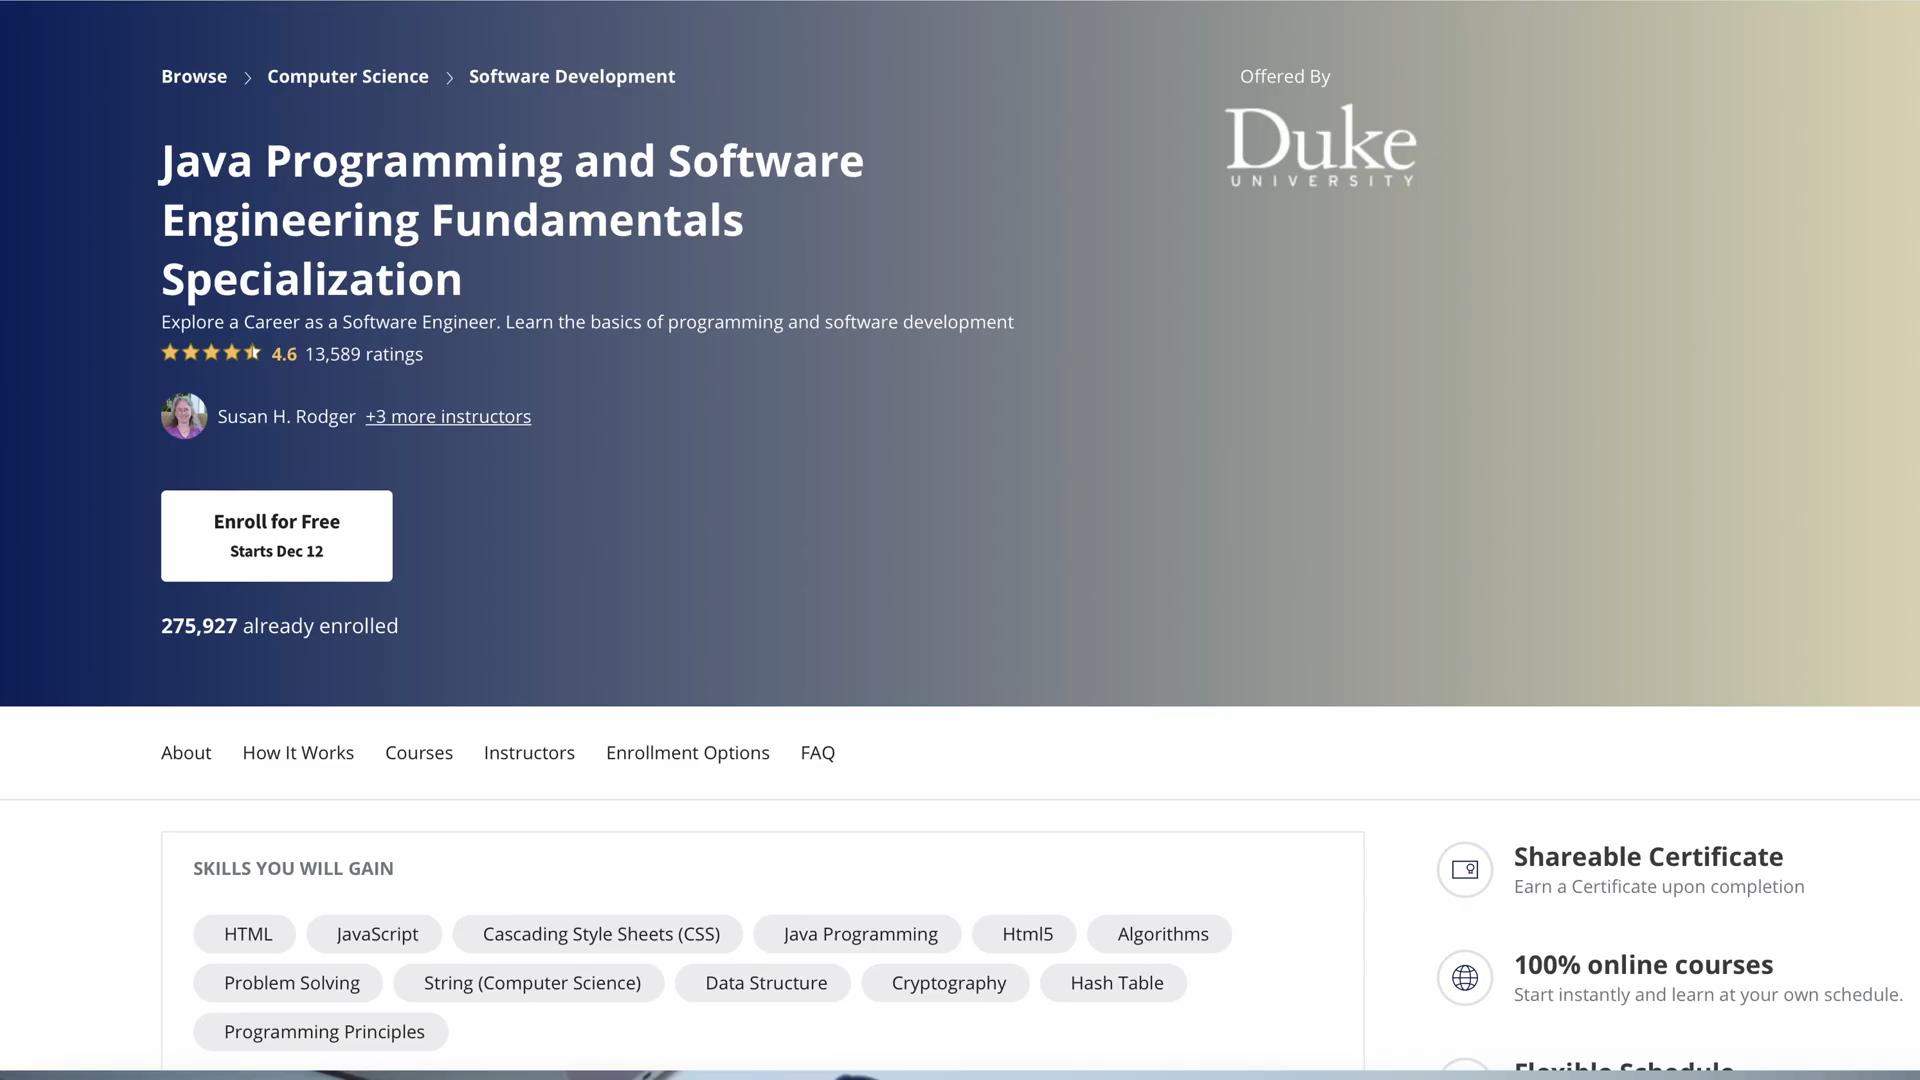 Browse > Computer Science > Software Development
Offered By
Duke
UNIVERSITY
Java Programming and Software
Engineering Fundamentals
Specialization
Explore a Career as a Software Engineer. Learn the basics of programming and software development
4.6 13,589 ratings
Susan H. Rodger +3 more instructors
Enroll for Free
Starts Dec 12
275,927 already enrolled
About How It Works Courses Instructors Enrollment Options FAQ
SKILLS YOU WILL GAIN
HTML JavaScript Cascading Style Sheets (CSS) Java Programming Html5 Algorithms
Problem Solving String (Computer Science) Data Structure Cryptography Hash Table
Programming Principles
Shareable Certificate
Earn a Certificate upon completion
100% online courses
Start instantly and learn at your own schedule.
Flexible Schedule